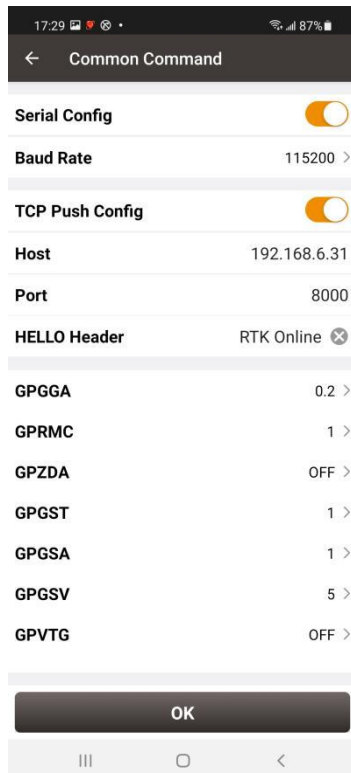 17:29 87%
Common Command
Serial Config
Baud Rate 115200
TCP Push Config
Host 192.168.6.31
Port 8000
HELLO Header RTK Online
GPGGA 0.2
GPRMC 1
GPZDA OFF
GPGST 1
GPGSA 1
GPGSV 5
GPVTG OFF
OK